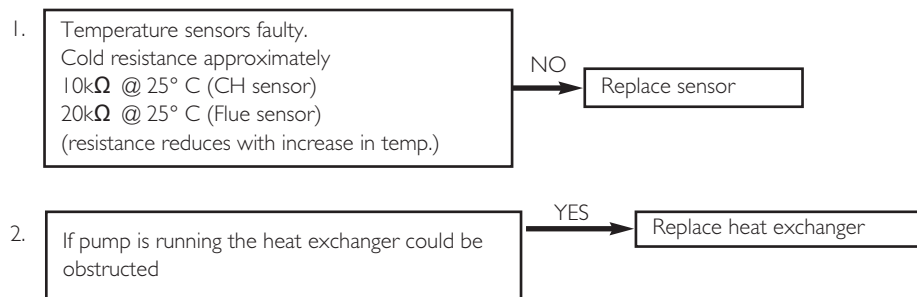 1.
Temperature sensors faulty.
Cold resistance approximately
10kΩ @ 25° C (CH sensor)
20kΩ @ 25° C (Flue sensor)
(resistance reduces with increase in temp.)
NO
Replace sensor
2.
If pump is running the heat exchanger could be
obstructed
YES
Replace heat exchanger